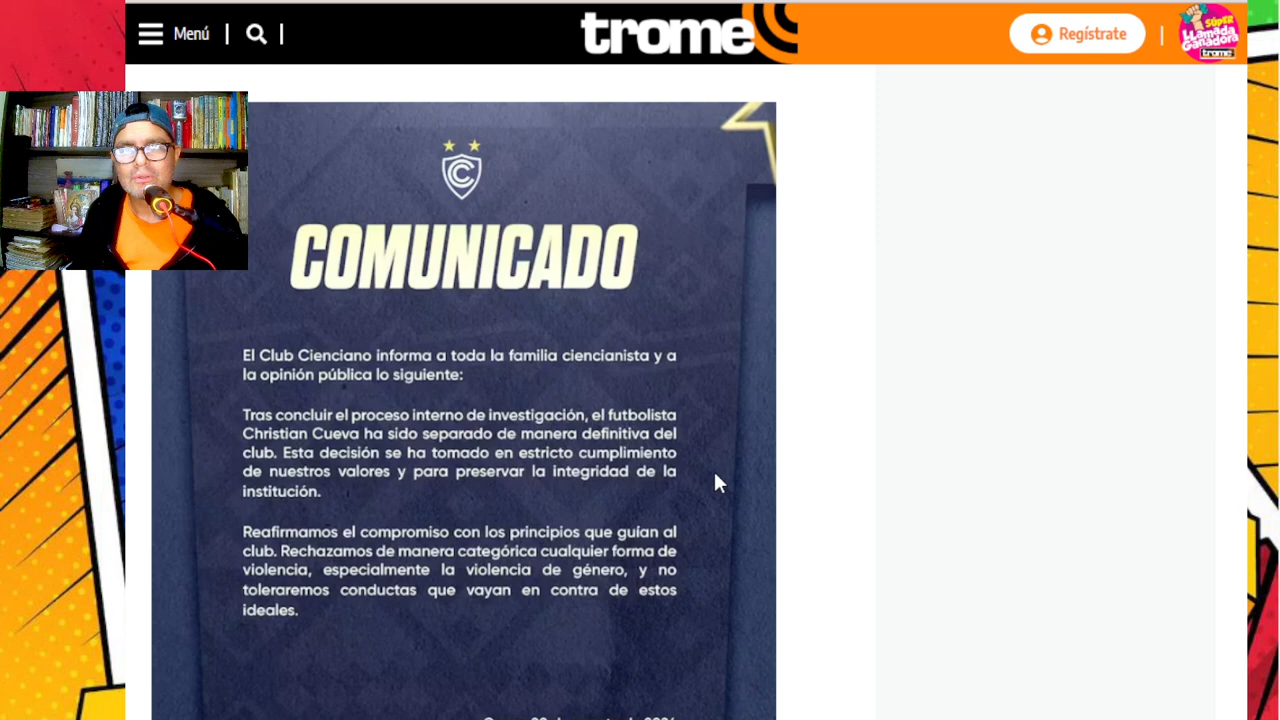 Menú
trome
Regístrate
SÚPER
LLAMADA
GANADORA
trome
COMUNICADO
El Club Cienciano informa a toda la familia ciencianista y a
la opinión pública lo siguiente:
Tras concluir el proceso interno de investigación, el futbolista
Christian Cueva ha sido separado de manera definitiva del
club. Esta decisión se ha tomado en estricto cumplimiento
de nuestros valores y para preservar la integridad de la
institución.
Reafirmamos el compromiso con los principios que guían al
club. Rechazamos de manera categórica cualquier forma de
violencia, especialmente la violencia de género, y no
toleraremos conductas que vayan en contra de estos
ideales.